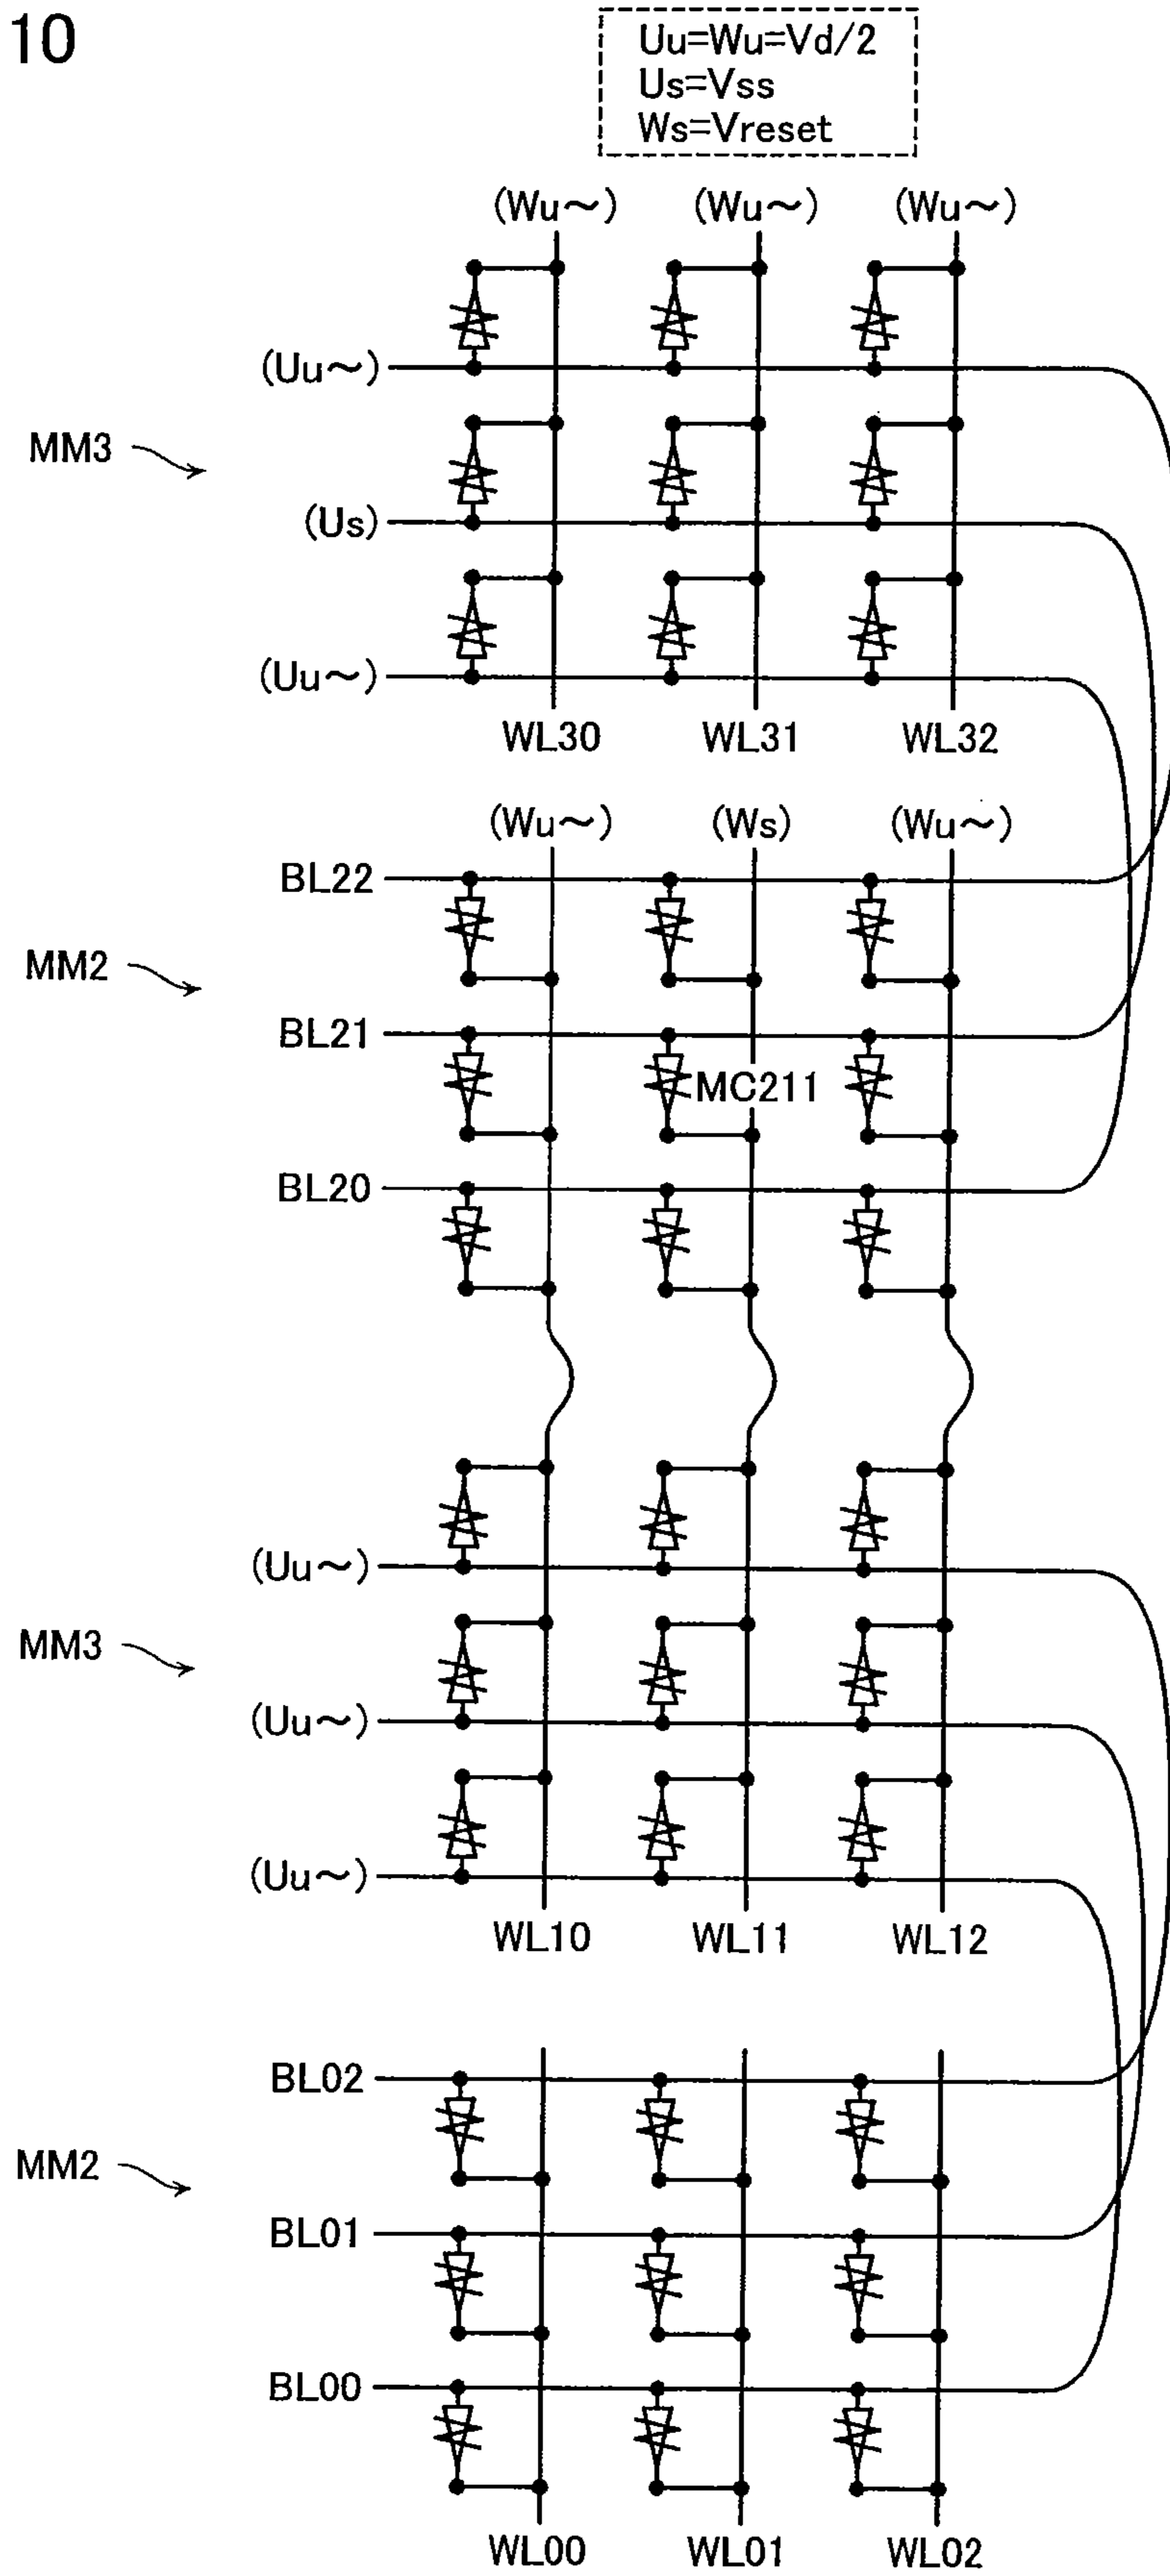 10
Uu=Wu=Vd/2
Us=Vss
Ws=Vreset
(Wu～) (Wu～) (Wu～)
(Uu～)
MM3
(Us)
(Uu～)
WL30 WL31 WL32
(Wu～) (Ws) (Wu～)
BL22
MM2
BL21
MC211
BL20
(Uu～)
MM3
(Uu～)
(Uu～)
WL10 WL11 WL12
BL02
MM2
BL01
BL00
WL00 WL01 WL02